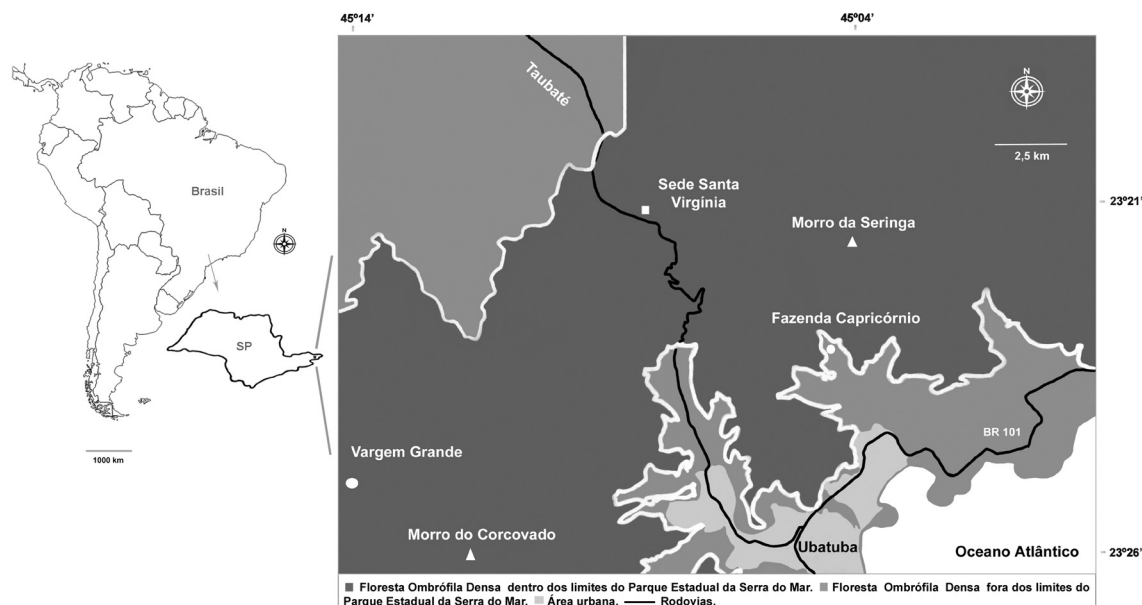 45º14'
45º04'
N
Taubaté
2,5 km
Sede Santa
Virgínia
23º21'
Brasil
Morro da Seringa
N
Fazenda Capricórnio
SP
BR 101
1000 km
Vargem Grande
Morro do Corcovado
Ubatuba
Oceano Atlântico
23º26'
Floresta Ombrófila Densa dentro dos limites do Parque Estadual da Serra do Mar. Floresta Ombrófila Densa fora dos limites do
Parque Estadual da Serra do Mar. Área urbana. Rodovias.